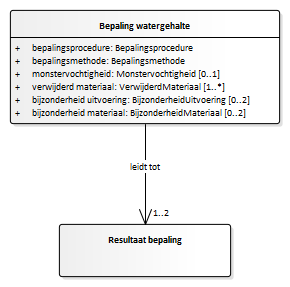 Bepaling watergehalte
+ bepalingsprocedure: Bepalingsprocedure
+ bepalingsmethode: Bepalingsmethode
+ monstervochtigheid: Monstervochtigheid [0..1]
+ verwijderd materiaal: VerwijderdMateriaal [1..*]
+ bijzonderheid uitvoering: BijzonderheidUitvoering [0..2]
+ bijzonderheid materiaal: BijzonderheidMateriaal [0..2]
leidt tot
1..2
Resultaat bepaling